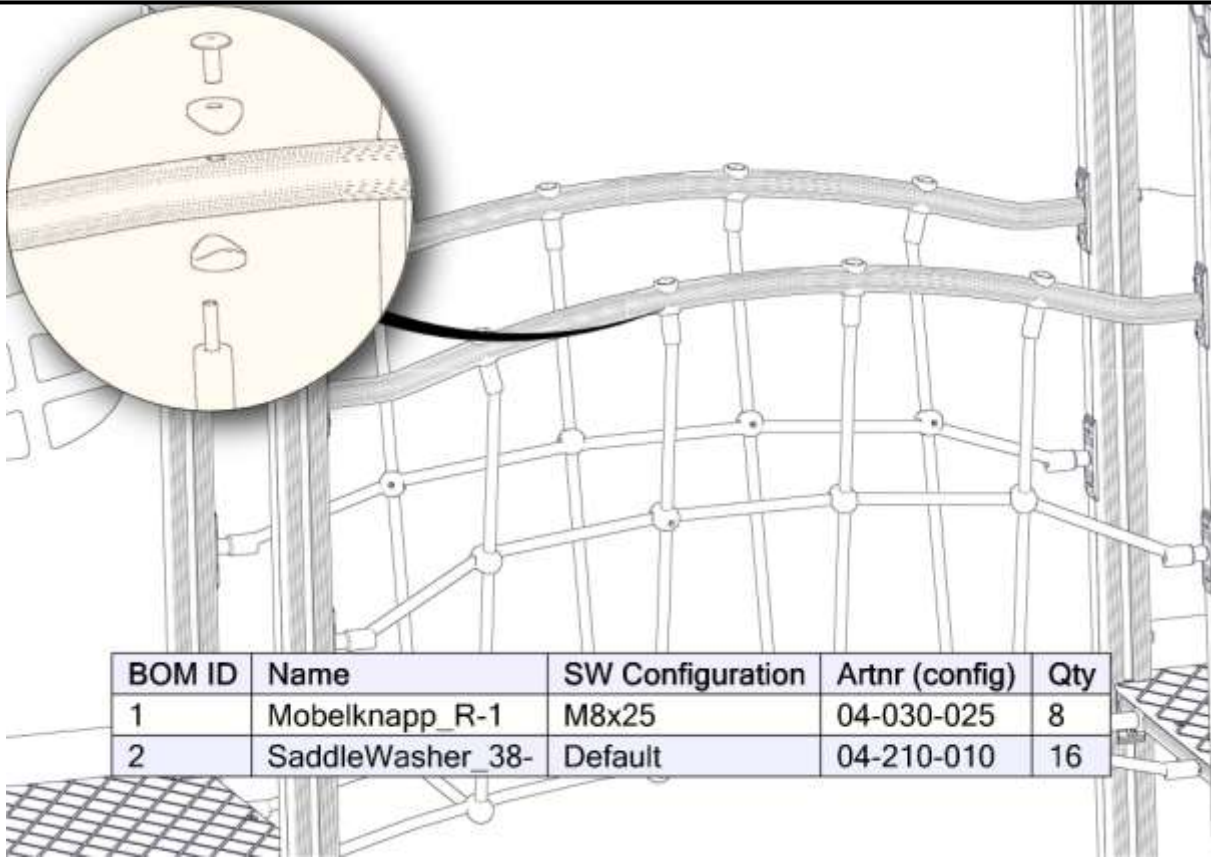 BOM ID Name SW Configuration Artnr (config) Qty
1 Mobelknapp_R-1 M8x25 04-030-025 8
2 SaddleWasher_38- Default 04-210-010 16